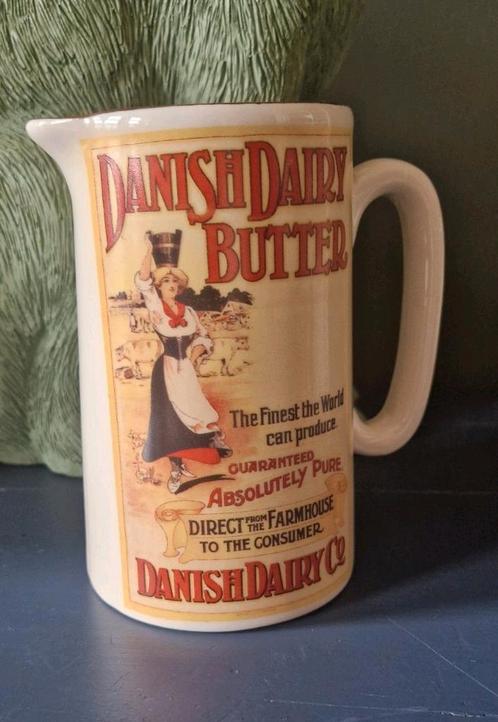 DANISH DAIRY
BUTTER
The Finest the World
can produce.
GUARANTEED
ABSOLUTELY PURE.
DIRECT FROM THE FARMHOUSE
TO THE CONSUMER
DANISH DAIRY Co